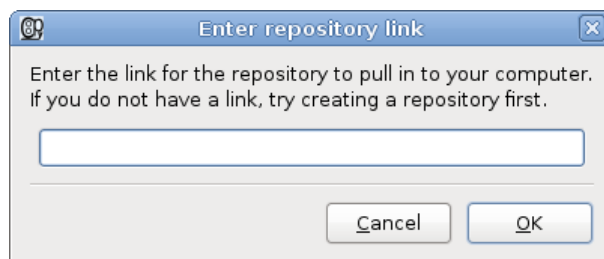 Enter repository link
Enter the link for the repository to pull in to your computer.
If you do not have a link, try creating a repository first.
Cancel OK